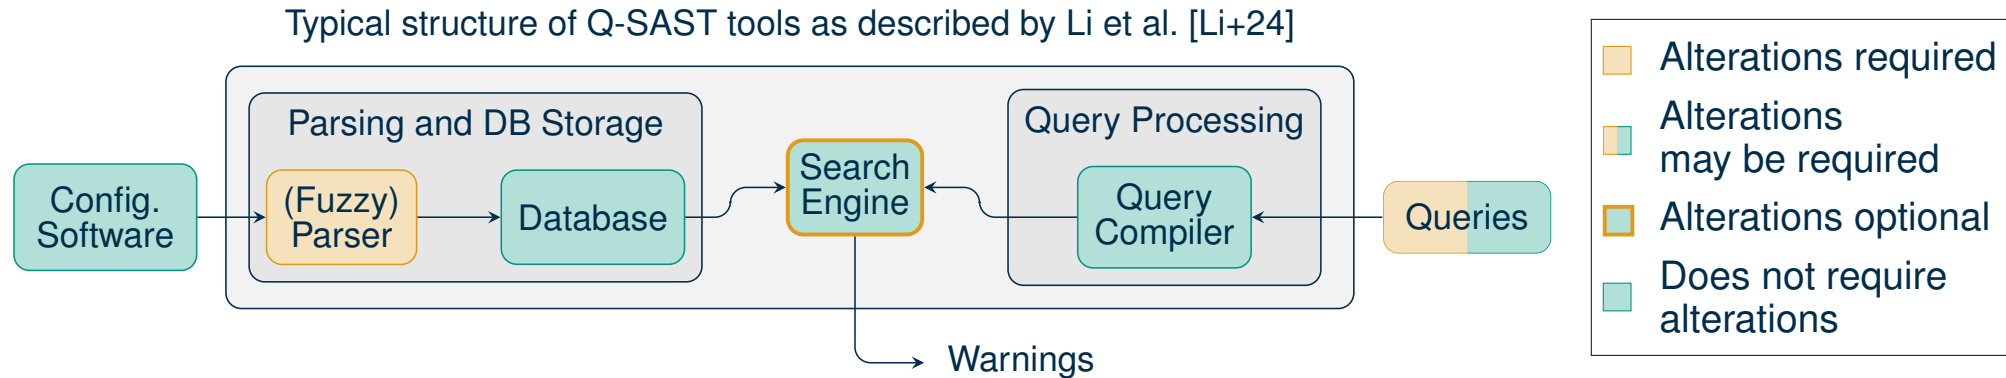 Typical structure of Q-SAST tools as described by Li et al. [Li+24]
Parsing and DB Storage
Query Processing
Config.
Software
(Fuzzy)
Parser
Database
Search
Engine
Query
Compiler
Queries
Warnings
Alterations required
Alterations
may be required
Alterations optional
Does not require
alterations